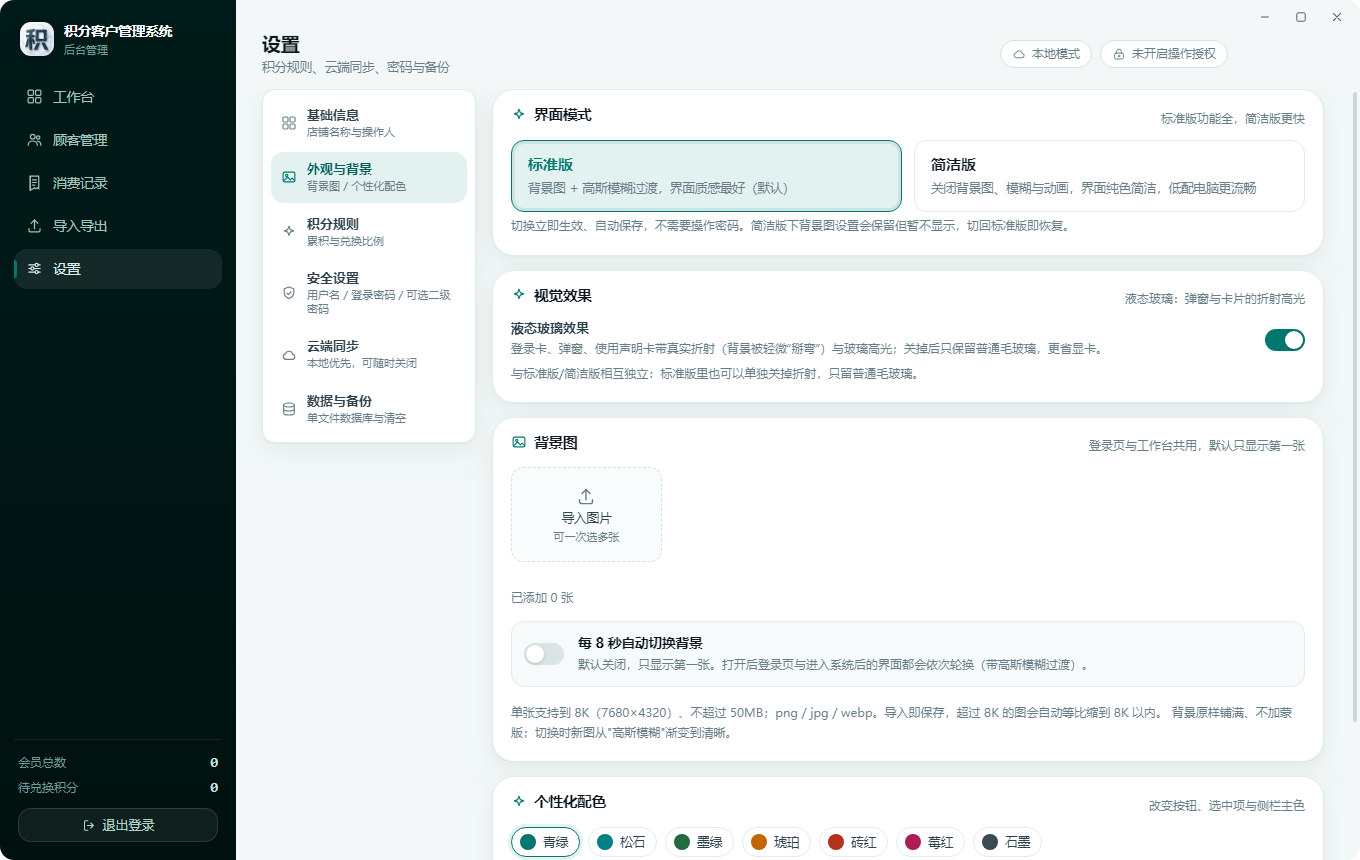 积
积分客户管理系统
后台管理
工作台
顾客管理
消费记录
导入导出
设置
会员总数 0
待兑换积分 0
退出登录
设置
积分规则、云端同步、密码与备份
本地模式
未开启操作授权
基础信息
店铺名称与操作人
外观与背景
背景图 / 个性化配色
积分规则
累积与兑换比例
安全设置
用户名 / 登录密码 / 可选二级
密码
云端同步
本地优先，可随时关闭
数据与备份
单文件数据库与清空
界面模式
标准版功能全，简洁版更快
标准版
背景图 + 高斯模糊过渡，界面质感最好（默认）
简洁版
关闭背景图、模糊与动画，界面纯色简洁，低配电脑更流畅
切换立即生效、自动保存，不需要操作密码。简洁版下背景图设置会保留但暂不显示，切回标准版即恢复。
视觉效果
液态玻璃：弹窗与卡片的折射高光
液态玻璃效果
登录卡、弹窗、使用声明卡带真实折射（背景被轻微“掰弯”）与玻璃高光；关掉后只保留普通毛玻璃，更省显卡。
与标准版/简洁版相互独立：标准版里也可以单独关掉折射，只留普通毛玻璃。
背景图
登录页与工作台共用，默认只显示第一张
导入图片
可一次选多张
已添加 0 张
每 8 秒自动切换背景
默认关闭，只显示第一张。打开后登录页与进入系统后的界面都会依次轮换（带高斯模糊过渡）。
单张支持到 8K（7680×4320）、不超过 50MB；png / jpg / webp。导入即保存，超过 8K 的图会自动等比缩到 8K 以内。 背景原样铺满、不加蒙
版；切换时新图从"高斯模糊"渐变到清晰。
个性化配色
改变按钮、选中项与侧栏主色
青绿
松石
墨绿
琥珀
砖红
莓红
石墨